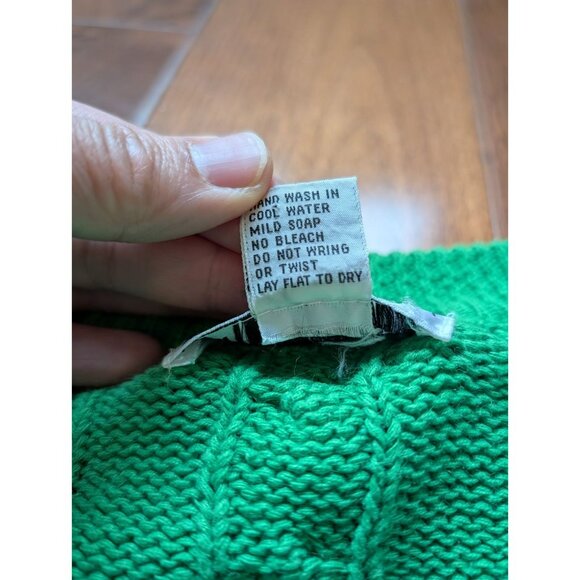 HAND WASH IN
COOL WATER
MILD SOAP
NO BLEACH
DO NOT WRING
OR TWIST
LAY FLAT TO DRY